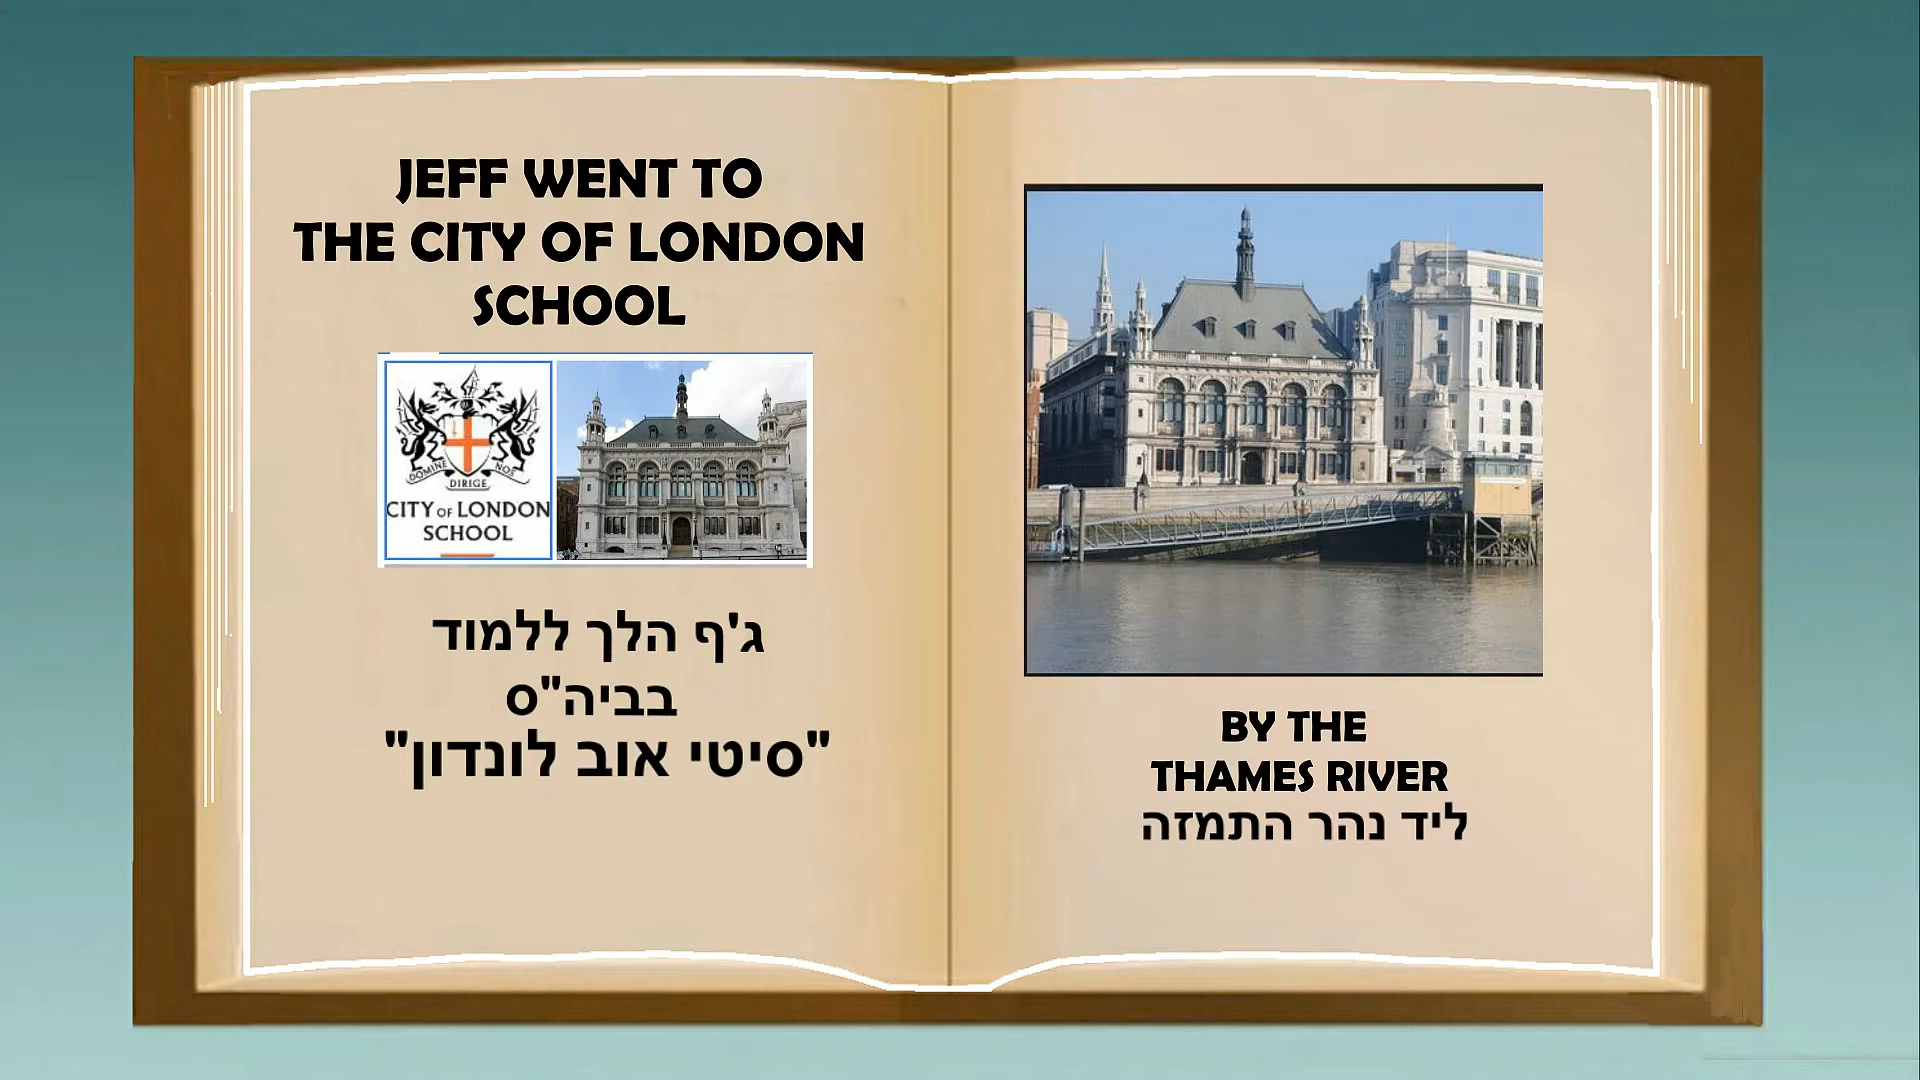 JEFF WENT TO
THE CITY OF LONDON
SCHOOL
DOMINE DIRIGE NOS
CITY OF LONDON
SCHOOL
ג'ף הלך ללמוד
בביה"ס
"סיטי אוב לונדון"
BY THE
THAMES RIVER
ליד נהר התמזה